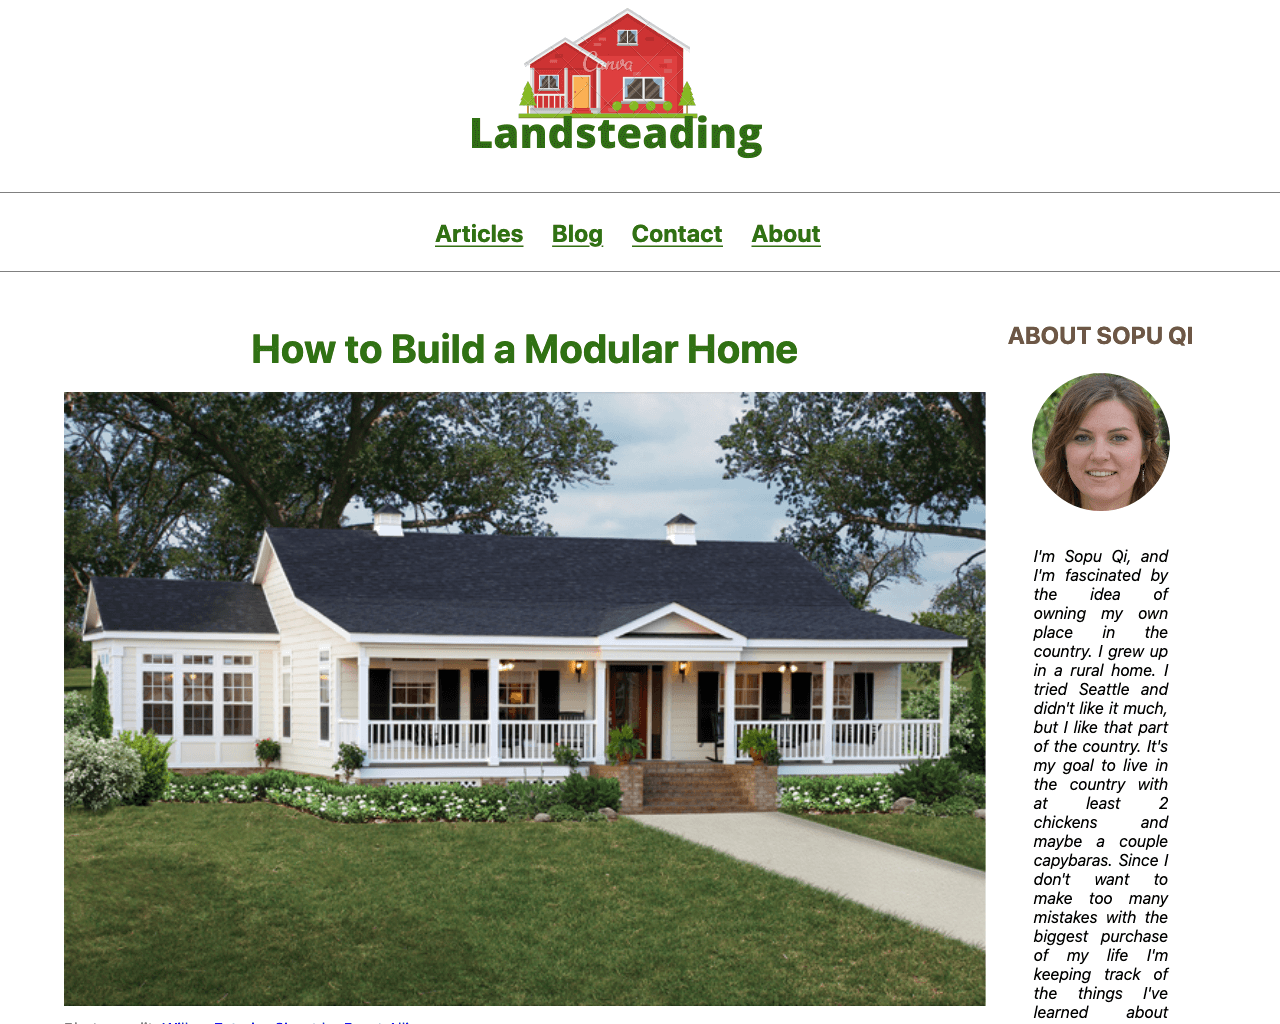 Canva
Landsteading
Articles Blog Contact About
How to Build a Modular Home
ABOUT SOPU QI
I'm Sopu Qi, and
I'm fascinated by
the idea of
owning my own
place in the
country. I grew up
in a rural home. I
tried Seattle and
didn't like it much,
but I like that part
of the country. It's
my goal to live in
the country with
at least 2
chickens and
maybe a couple
capybaras. Since I
don't want to
make too many
mistakes with the
biggest purchase
of my life I'm
keeping track of
the things I've
learned about